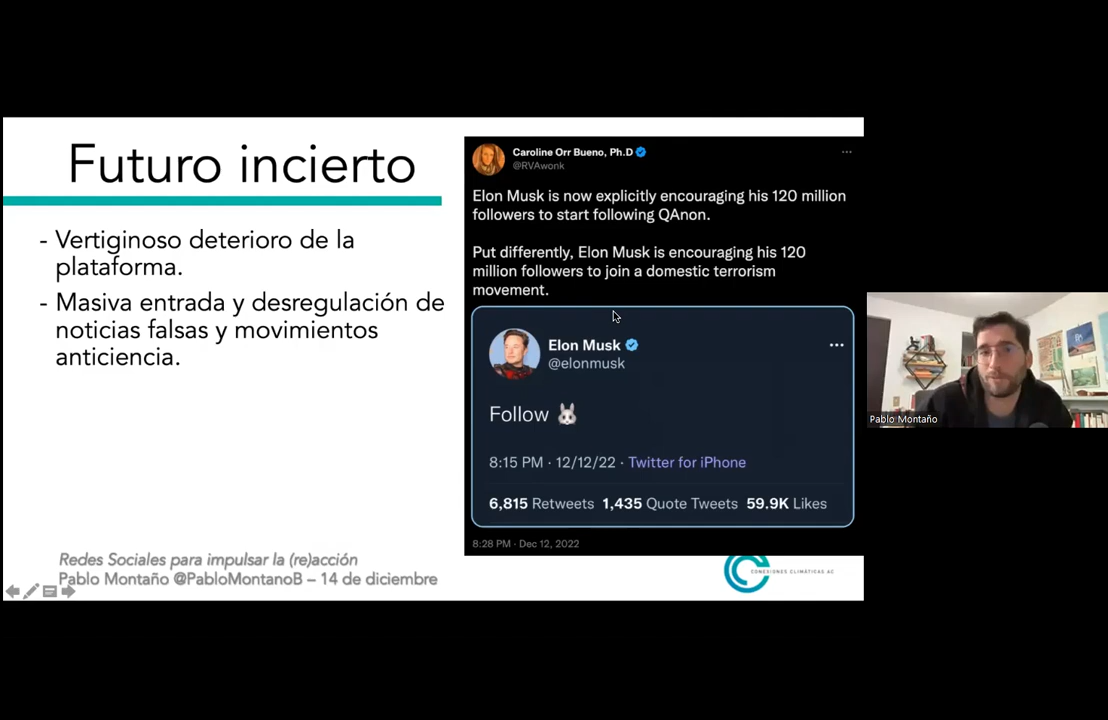 Futuro incierto
- Vertiginoso deterioro de la
plataforma.
- Masiva entrada y desregulación de
noticias falsas y movimientos
anticiencia.
Caroline Orr Bueno, Ph.D
@RVAwonk
Elon Musk is now explicitly encouraging his 120 million
followers to start following QAnon.
Put differently, Elon Musk is encouraging his 120
million followers to join a domestic terrorism
movement.
Elon Musk
@elonmusk
Follow 🐰
8:15 PM · 12/12/22 · Twitter for iPhone
6,815 Retweets 1,435 Quote Tweets 59.9K Likes
8:28 PM · Dec 12, 2022
Redes Sociales para impulsar la (re)acción
Pablo Montaño @PabloMontanoB – 14 de diciembre
CONEXIONES CLIMÁTICAS AC
Pablo Montaño